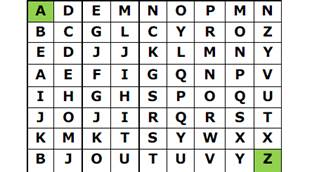 A D E M N O P M N
B C G L C Y R O Z
E D J J K L M N Y
A E F I G Q N P V
I H G H S P O Q U
J O J I R Q R S T
K M K T S Y W X X
B J O U T U V Y Z